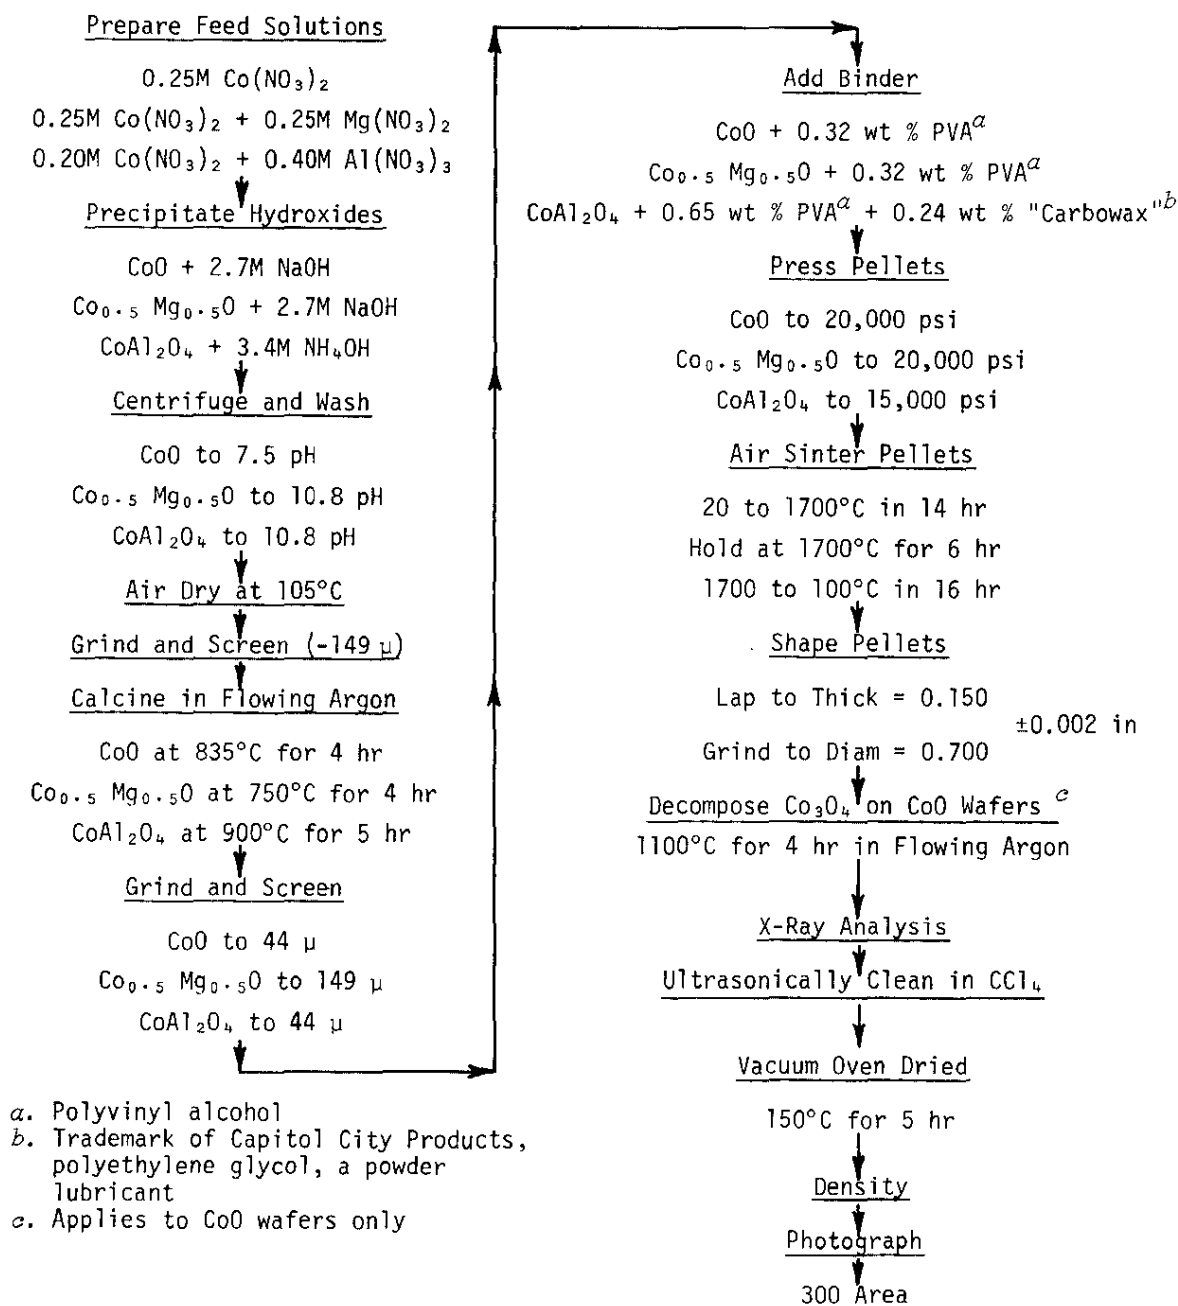 Prepare Feed Solutions
0.25M Co(NO₃)₂
0.25M Co(NO₃)₂ + 0.25M Mg(NO₃)₂
0.20M Co(NO₃)₂ + 0.40M Al(NO₃)₃
Precipitate Hydroxides
CoO + 2.7M NaOH
Co₀.₅ Mg₀.₅O + 2.7M NaOH
CoAl₂O₄ + 3.4M NH₄OH
Centrifuge and Wash
CoO to 7.5 pH
Co₀.₅ Mg₀.₅O to 10.8 pH
CoAl₂O₄ to 10.8 pH
Air Dry at 105°C
Grind and Screen (-149 μ)
Calcine in Flowing Argon
CoO at 835°C for 4 hr
Co₀.₅ Mg₀.₅O at 750°C for 4 hr
CoAl₂O₄ at 900°C for 5 hr
Grind and Screen
CoO to 44 μ
Co₀.₅ Mg₀.₅O to 149 μ
CoAl₂O₄ to 44 μ
a. Polyvinyl alcohol
b. Trademark of Capitol City Products,
polyethylene glycol, a powder
lubricant
c. Applies to CoO wafers only
Add Binder
CoO + 0.32 wt % PVAᵃ
Co₀.₅ Mg₀.₅O + 0.32 wt % PVAᵃ
CoAl₂O₄ + 0.65 wt % PVAᵃ + 0.24 wt % "Carbowax"ᵇ
Press Pellets
CoO to 20,000 psi
Co₀.₅ Mg₀.₅O to 20,000 psi
CoAl₂O₄ to 15,000 psi
Air Sinter Pellets
20 to 1700°C in 14 hr
Hold at 1700°C for 6 hr
1700 to 100°C in 16 hr
Shape Pellets
Lap to Thick = 0.150
±0.002 in
Grind to Diam = 0.700
Decompose Co₃O₄ on CoO Wafers ᶜ
1100°C for 4 hr in Flowing Argon
X-Ray Analysis
Ultrasonically Clean in CCl₄
Vacuum Oven Dried
150°C for 5 hr
Density
Photograph
300 Area